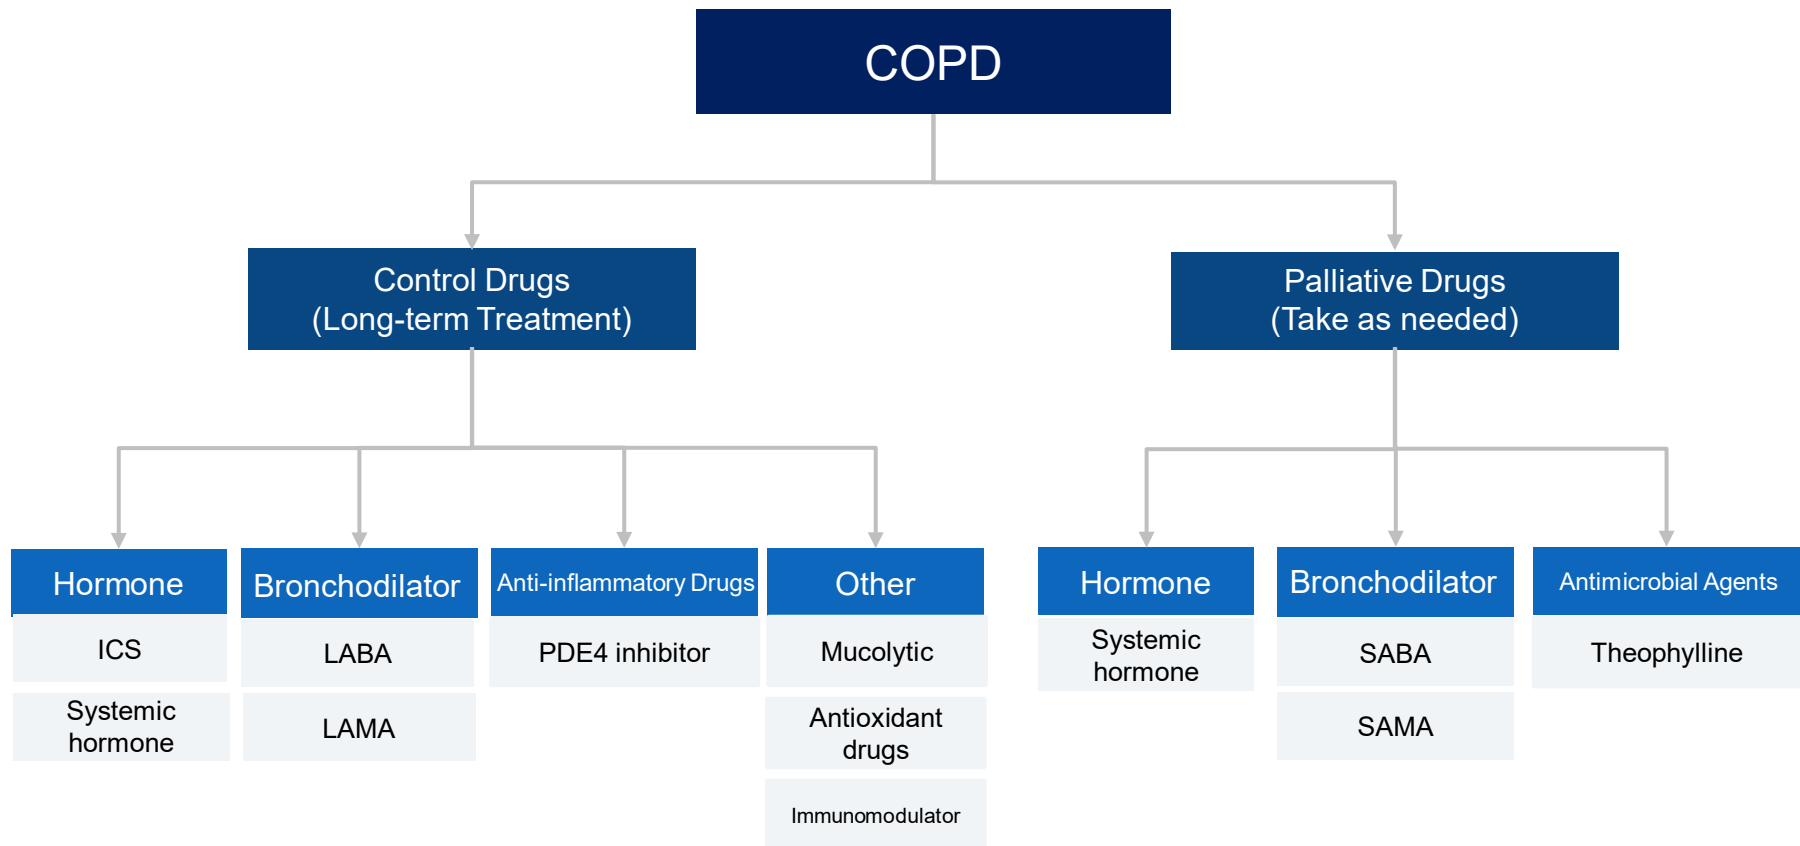 COPD
Control Drugs
(Long-term Treatment)
Palliative Drugs
(Take as needed)
Hormone
ICS
Systemic
hormone
Bronchodilator
LABA
LAMA
Anti-inflammatory Drugs
PDE4 inhibitor
Other
Mucolytic
Antioxidant
drugs
Immunomodulator
Hormone
Systemic
hormone
Bronchodilator
SABA
SAMA
Antimicrobial Agents
Theophylline